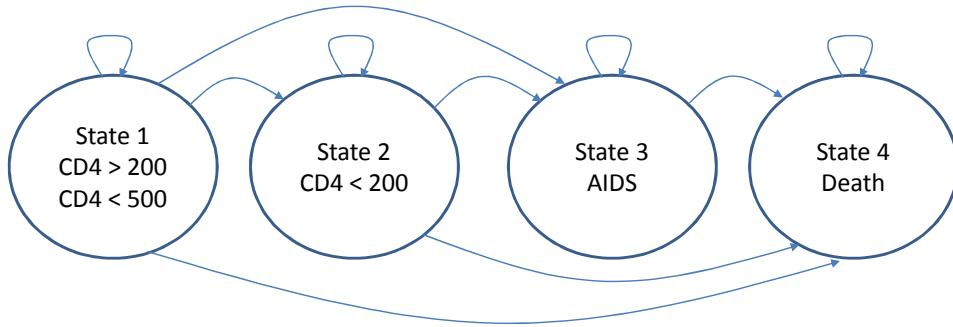 State 1
CD4 > 200
CD4 < 500
State 2
CD4 < 200
State 3
AIDS
State 4
Death